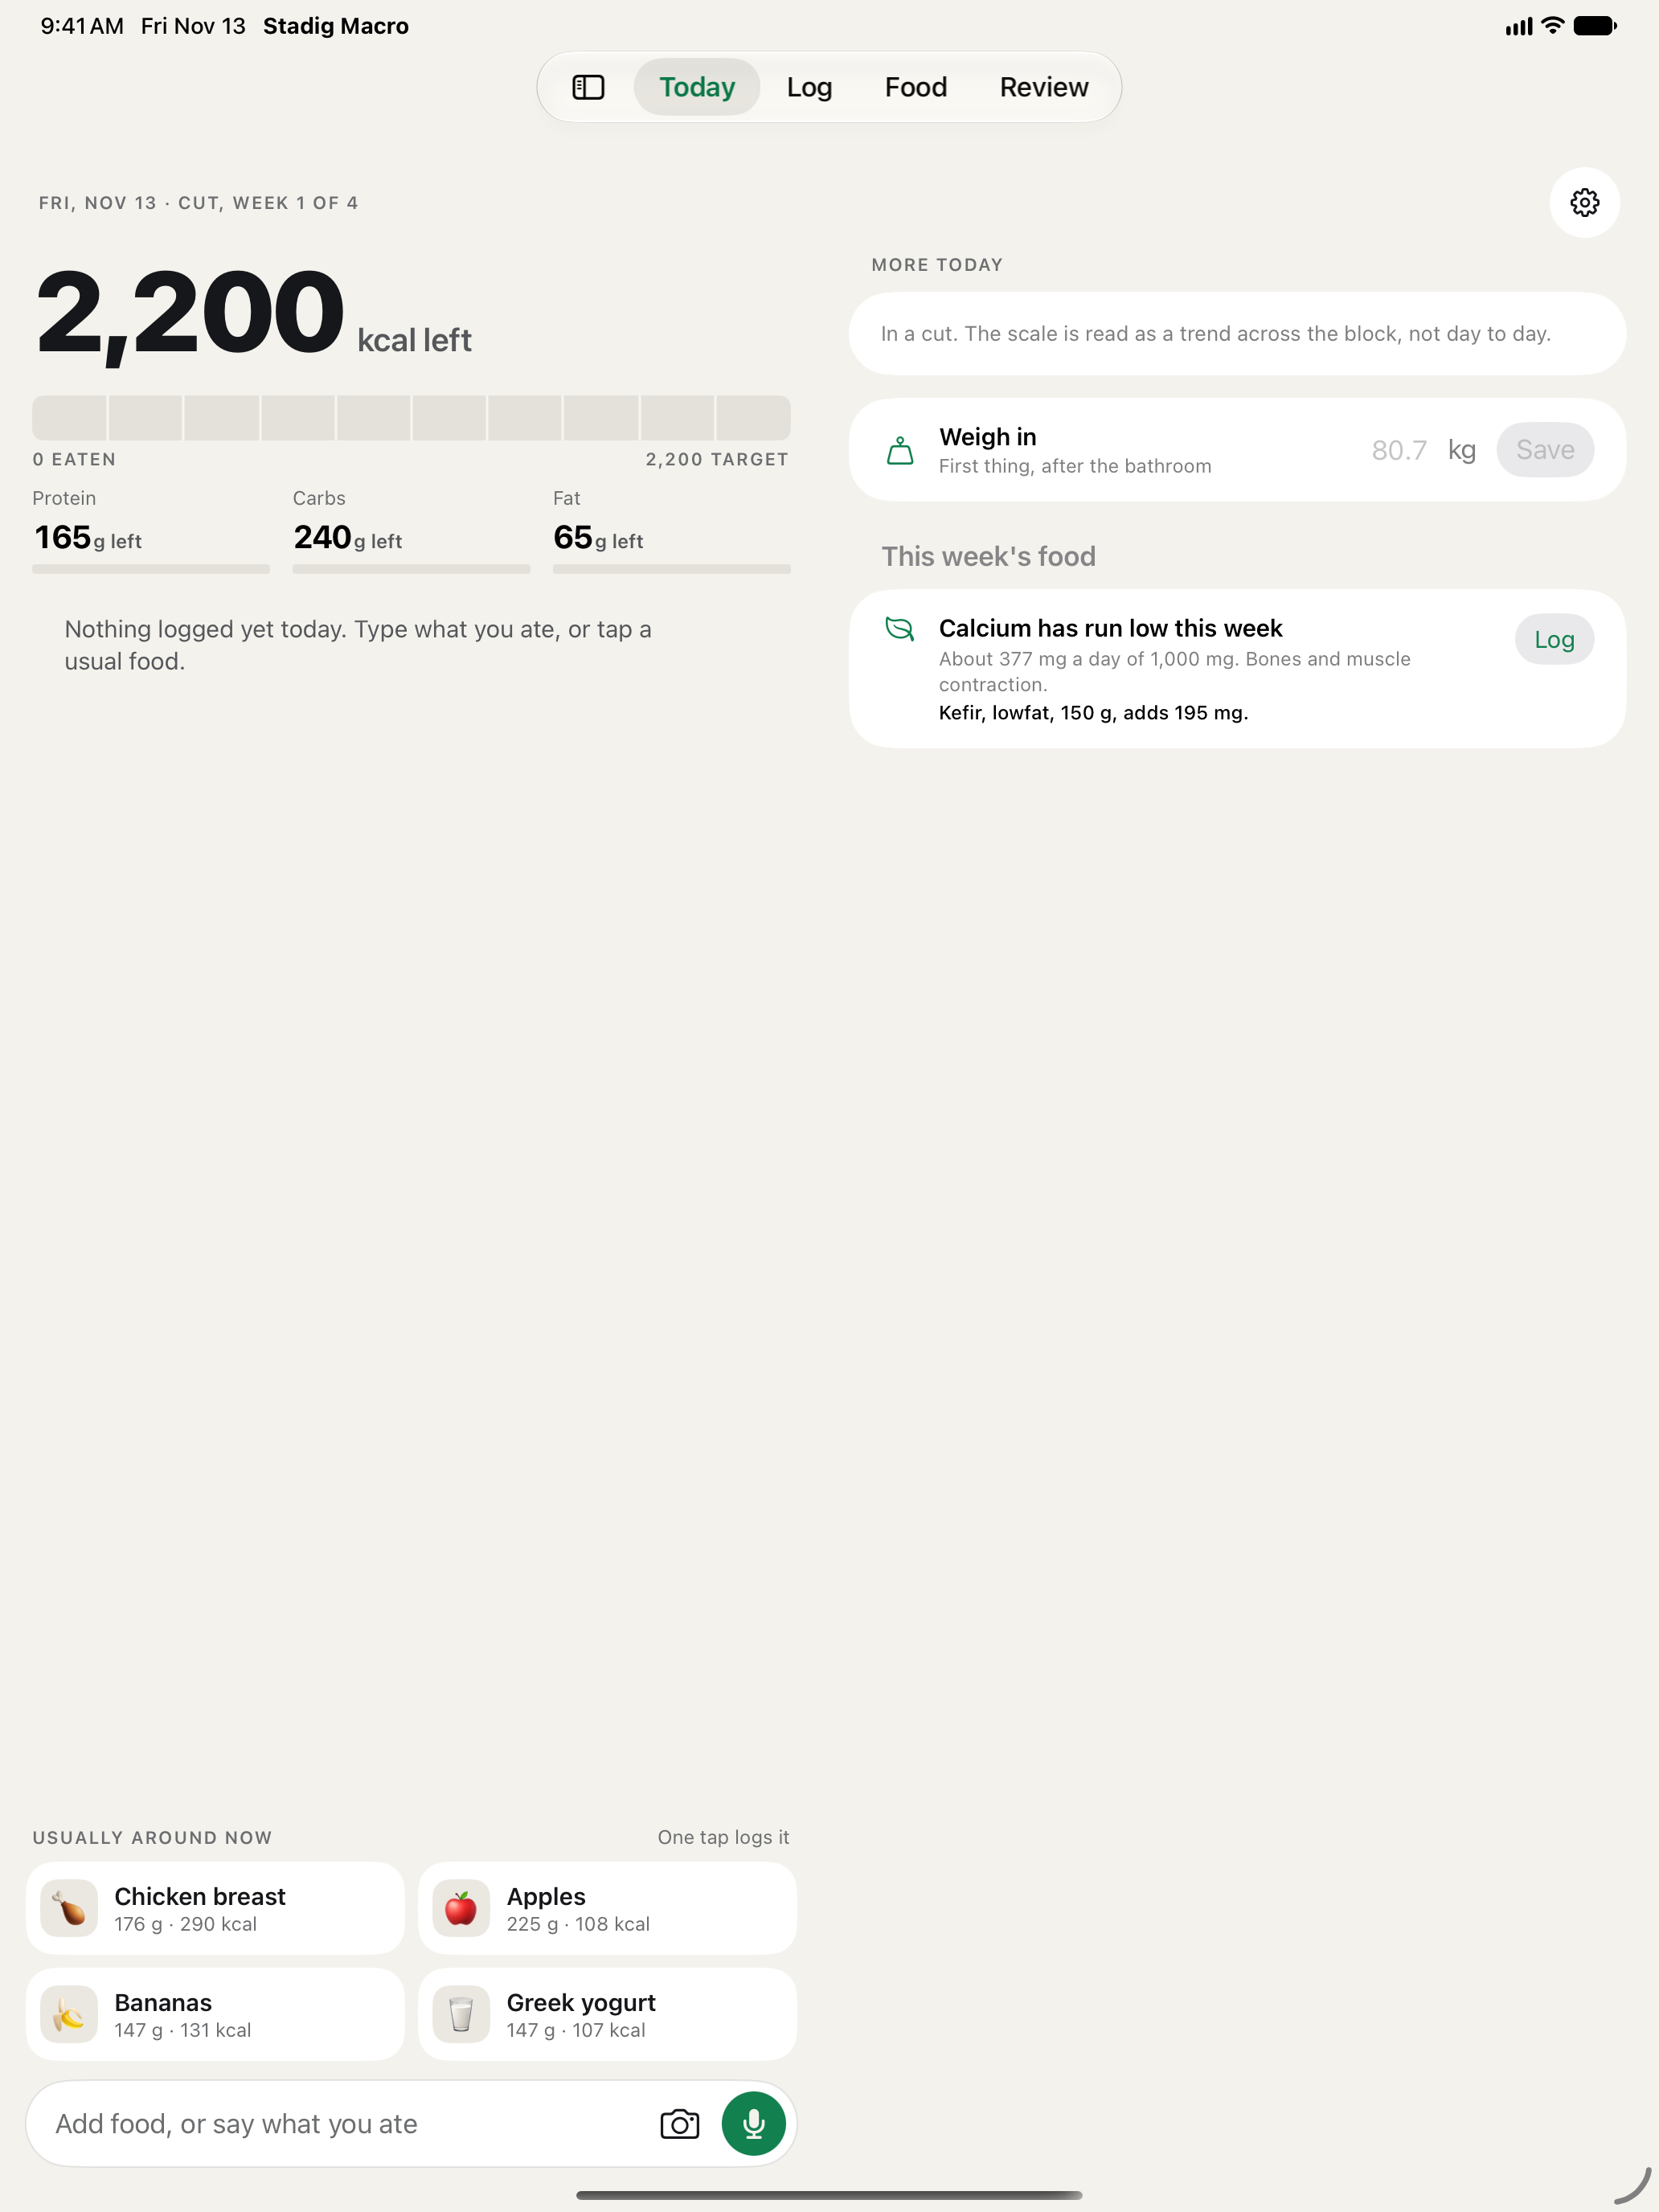 9:41 AM Fri Nov 13 Stadig Macro
Today Log Food Review
FRI, NOV 13 · CUT, WEEK 1 OF 4
2,200 kcal left
0 EATEN 2,200 TARGET
Protein Carbs Fat
165 g left 240 g left 65 g left
Nothing logged yet today. Type what you ate, or tap a
usual food.
MORE TODAY
In a cut. The scale is read as a trend across the block, not day to day.
Weigh in
First thing, after the bathroom
80.7 kg Save
This week's food
Calcium has run low this week
About 377 mg a day of 1,000 mg. Bones and muscle
contraction.
Kefir, lowfat, 150 g, adds 195 mg.
Log
USUALLY AROUND NOW One tap logs it
Chicken breast
176 g · 290 kcal
Apples
225 g · 108 kcal
Bananas
147 g · 131 kcal
Greek yogurt
147 g · 107 kcal
Add food, or say what you ate